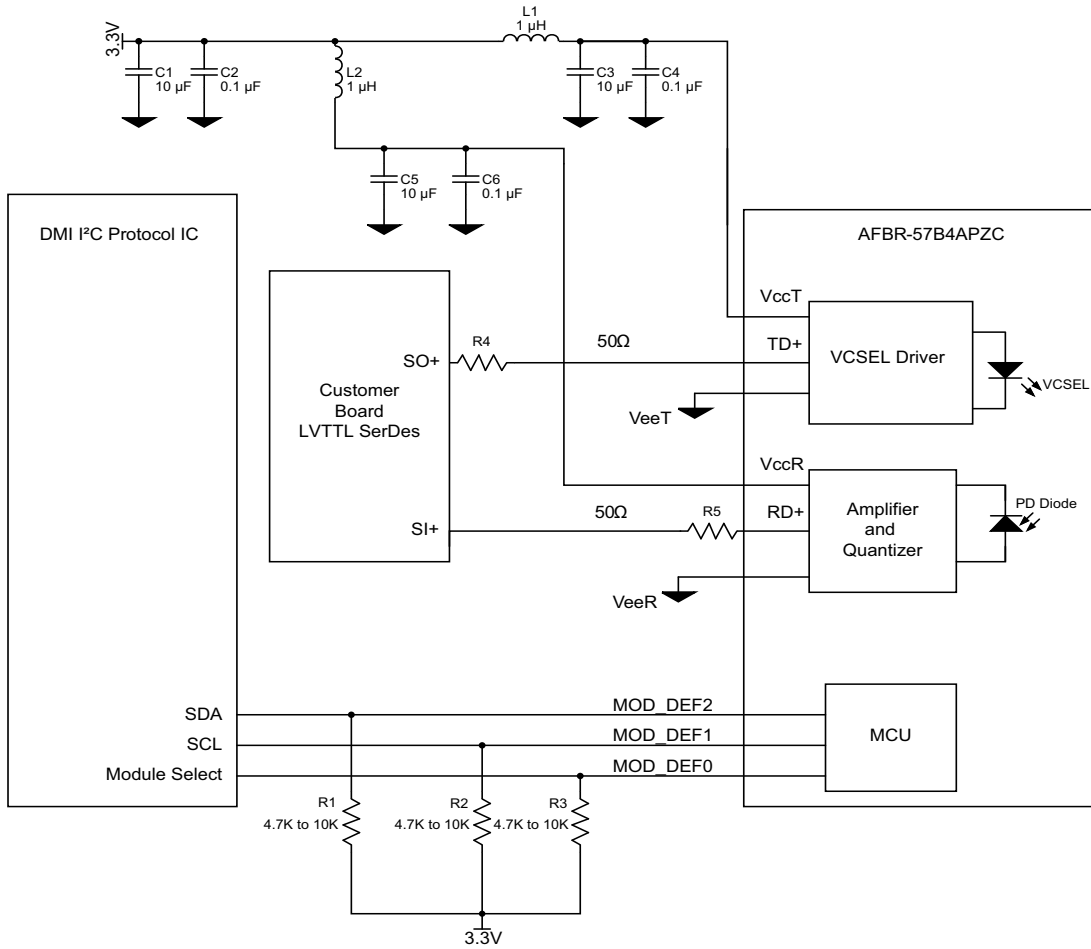 L1
1 µH
3.3V
C1
10 µF
C2
0.1 µF
L2
1 µH
C3
10 µF
C4
0.1 µF
C5
10 µF
C6
0.1 µF
DMI I²C Protocol IC
AFBR-57B4APZC
VccT
SO+
R4
50Ω
TD+
VCSEL Driver
VCSEL
Customer
Board
LVTTL SerDes
VeeT
VccR
SI+
50Ω
R5
RD+
Amplifier
and
Quantizer
PD Diode
VeeR
SDA
MOD_DEF2
SCL
MOD_DEF1
MCU
Module Select
MOD_DEF0
R1
4.7K to 10K
R2
4.7K to 10K
R3
4.7K to 10K
3.3V